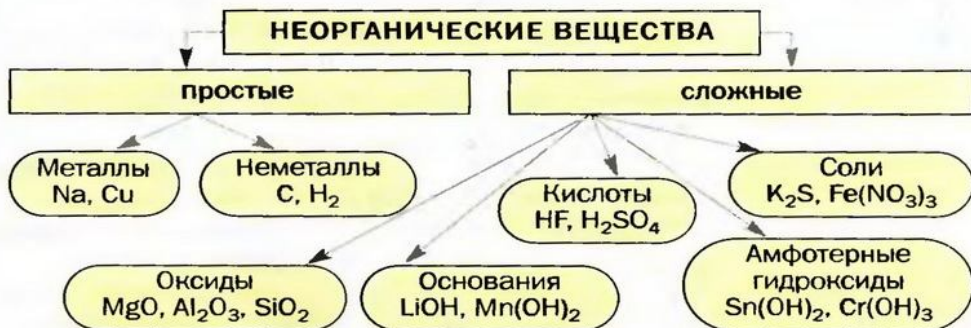 НЕОРГАНИЧЕСКИЕ ВЕЩЕСТВА
простые
сложные
Металлы
Na, Cu
Неметаллы
C, H₂
Кислоты
HF, H₂SO₄
Соли
K₂S, Fe(NO₃)₃
Оксиды
MgO, Al₂O₃, SiO₂
Основания
LiOH, Mn(OH)₂
Амфотерные
гидроксиды
Sn(OH)₂, Cr(OH)₃